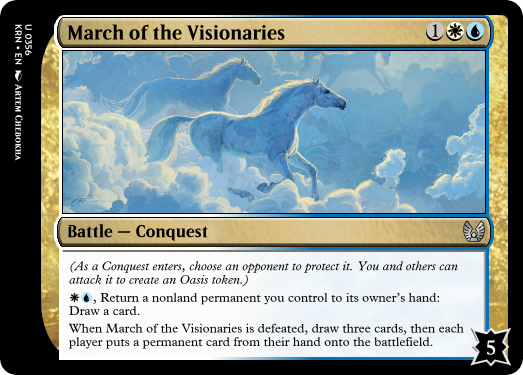 March of the Visionaries
1
Battle — Conquest
(As a Conquest enters, choose an opponent to protect it. You and others can
attack it to create an Oasis token.)
, Return a nonland permanent you control to its owner's hand:
Draw a card.
When March of the Visionaries is defeated, draw three cards, then each
player puts a permanent card from their hand onto the battlefield.
5
U 0356
KRN • EN ARTEM CHEBOKHA